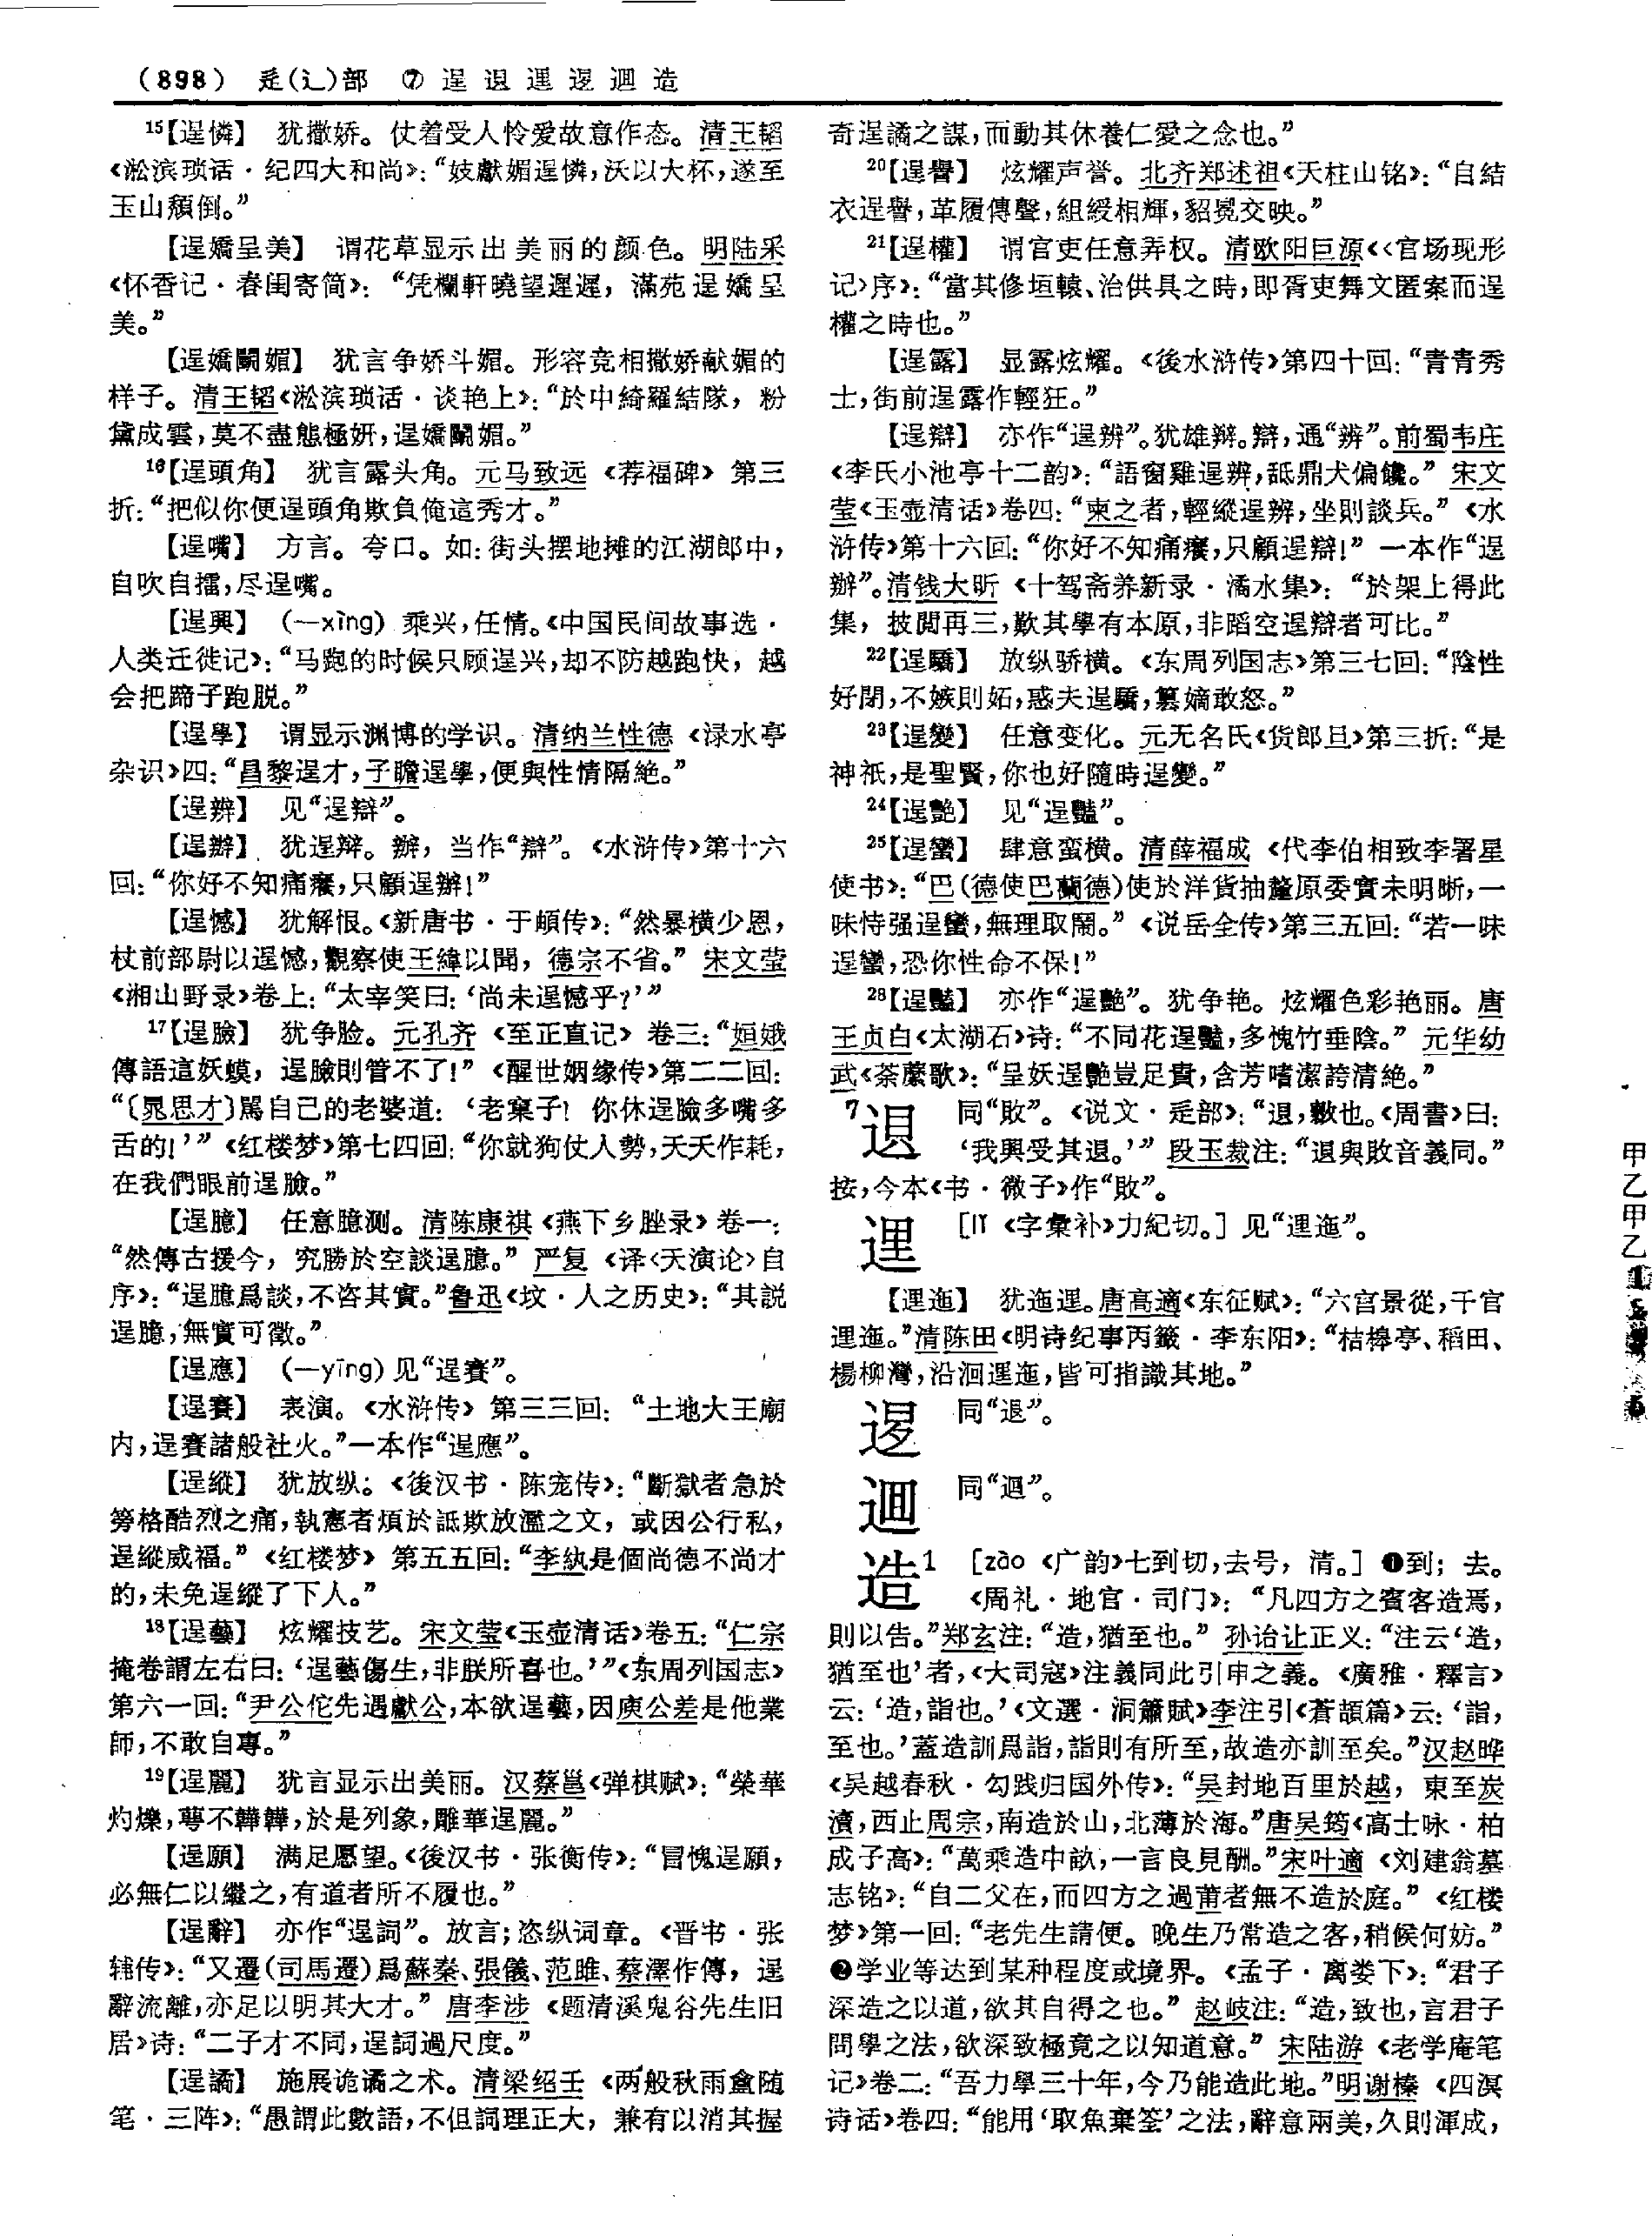 (898) 辵(辶)部 ⑦ 逞 𨓤 逕 𨓆 逥 造
15【逞憐】 犹撒娇。仗着受人怜爱故意作态。清王韬
《淞滨琐话·纪四大和尚》：“妓獻媚逞憐，沃以大杯，遂至
玉山頹倒。”
【逞嬌呈美】 谓花草显示出美丽的颜色。明陆采
《怀香记·春闺寄简》：“凭欄軒曉望遲遲，滿苑逞嬌呈
美。”
【逞嬌鬭媚】 犹言争娇斗媚。形容竞相撒娇献媚的
样子。清王韬《淞滨琐话·谈艳上》：“於中綺羅結隊，粉
黛成雲，莫不盡態極妍，逞嬌鬭媚。”
16【逞頭角】 犹言露头角。元马致远《荐福碑》第三
折：“把似你便逞頭角欺負俺這秀才。”
【逞嘴】 方言。夸口。如：街头摆地摊的江湖郎中，
自吹自擂，尽逞嘴。
【逞興】 (—xìng) 乘兴，任情。《中国民间故事选·
人类迁徙记》：“马跑的时候只顾逞兴，却不防越跑快，越
会把蹄子跑脱。”
【逞學】 谓显示渊博的学识。清纳兰性德《渌水亭
杂识》四：“昌黎逞才，子瞻逞學，便與性情隔絶。”
【逞辨】 见“逞辯”。
【逞辦】 犹逞辩。辦，当作“辯”。《水浒传》第十六
回：“你好不知痛癢，只顧逞辦！”
【逞憾】 犹解恨。《新唐书·于頔传》：“然暴横少恩，
杖前部尉以逞憾，觀察使王緯以聞，德宗不省。”宋文莹
《湘山野录》卷上：“太宰笑曰：‘尚未逞憾乎？’”
17【逞臉】 犹争脸。元孔齐《至正直记》卷三：“姮娥
傳語這妖蟆，逞臉則管不了！”《醒世姻缘传》第二二回：
“〔晁思才〕駡自己的老婆道：‘老窠子！你休逞臉多嘴多
舌的！’”《红楼梦》第七四回：“你就狗仗人勢，天天作耗，
在我們眼前逞臉。”
【逞臆】 任意臆测。清陈康祺《燕下乡脞录》卷一：
“然傳古援今，究勝於空談逞臆。”严复《译〈天演论〉自
序》：“逞臆爲談，不咨其實。”鲁迅《坟·人之历史》：“其説
逞臆，無實可徵。”
【逞應】 (—yīng) 见“逞賽”。
【逞賽】 表演。《水浒传》第三三回：“土地大王廟
内，逞賽諸般社火。”一本作“逞應”。
【逞縱】 犹放纵。《後汉书·陈宠传》：“斷獄者急於
篣格酷烈之痛，執憲者煩於詆欺放濫之文，或因公行私，
逞縱威福。”《红楼梦》第五五回：“李紈是個尚德不尚才
的，未免逞縱了下人。”
18【逞藝】 炫耀技艺。宋文莹《玉壶清话》卷五：“仁宗
掩卷謂左右曰：‘逞藝傷生，非朕所喜也。’”《东周列国志》
第六一回：“尹公佗先遇獻公，本欲逞藝，因庾公差是他業
師，不敢自專。”
19【逞麗】 犹言显示出美丽。汉蔡邕《弹棋赋》：“榮華
灼爍，萼不韡韡，於是列象，雕華逞麗。”
【逞願】 满足愿望。《後汉书·张衡传》：“冒愧逞願，
必無仁以繼之，有道者所不履也。”
【逞辭】 亦作“逞詞”。放言；恣纵词章。《晋书·张
辅传》：“又遷(司馬遷)爲蘇秦、張儀、范雎、蔡澤作傳，逞
辭流離，亦足以明其大才。”唐李涉《题清溪鬼谷先生旧
居》诗：“二子才不同，逞詞過尺度。”
【逞譎】 施展诡谲之术。清梁绍壬《两般秋雨盦随
笔·三阵》：“愚謂此數語，不但詞理正大，兼有以消其握
奇逞譎之謀，而動其休養仁愛之念也。”
20【逞譽】 炫耀声誉。北齐郑述祖《天柱山铭》：“自結
衣逞譽，革履傳聲，組綬相輝，貂冕交映。”
21【逞權】 谓官吏任意弄权。清欧阳巨源《〈官场现形
记〉序》：“當其修垣轅、治供具之時，即胥吏舞文匿案而逞
權之時也。”
【逞露】 显露炫耀。《後水浒传》第四十回：“青青秀
士，街前逞露作輕狂。”
【逞辯】 亦作“逞辨”。犹雄辩。辯，通“辨”。前蜀韦庄
《李氏小池亭十二韵》：“語窗雞逞辨，舐鼎犬偏饞。”宋文
莹《玉壶清话》卷四：“柬之者，輕縱逞辨，坐則談兵。”《水
浒传》第十六回：“你好不知痛癢，只顧逞辯！”一本作“逞
辦”。清钱大昕《十驾斋养新录·潏水集》：“於架上得此
集，披閲再三，歎其學有本原，非蹈空逞辯者可比。”
22【逞驕】 放纵骄横。《东周列国志》第三七回：“陰性
好閉，不嫉則妬，惑夫逞驕，篡嫡敢怒。”
23【逞變】 任意变化。元无名氏《货郎旦》第三折：“是
神祇，是聖賢，你也好隨時逞變。”
24【逞艷】 见“逞豔”。
25【逞蠻】 肆意蛮横。清薛福成《代李伯相致李署星
使书》：“巴(德使巴蘭德)使於洋貨抽釐原委實未明晰，一
味恃强逞蠻，無理取鬧。”《说岳全传》第三五回：“若一味
逞蠻，恐你性命不保！”
28【逞豔】 亦作“逞艷”。犹争艳。炫耀色彩艳丽。唐
王贞白《太湖石》诗：“不同花逞豔，多愧竹垂陰。”元华幼
武《荼䕷歌》：“呈妖逞艷豈足貴，含芳嗜潔誇清絶。”
7𨓤 同“敗”。《说文·辵部》：“𨓤，斁也。《周書》曰：
‘我興受其𨓤。’”段玉裁注：“𨓤與敗音義同。”
按，今本《书·微子》作“敗”。
逦 [lǐ 《字彙补》力紀切。] 见“逦迤”。
犹迤逦。唐高適《东征赋》：“六宫景從，千官
清陈田《明诗纪事丙籤·李东阳》：“桔槔亭、稻田、
楊柳灣，沿洄，皆可指識其地。”
同“退”。
逥 同“迴”。
造1 [zào 《广韵》七到切，去号，清。] ❶到；去。
《周礼·地官·司门》：“凡四方之賓客造焉，
則以告。”郑玄注：“造，猶至也。”孙诒让正义：“注云‘造，
猶至也’者，《大司寇》注義同此引申之義。《廣雅·釋言》
云：‘造，詣也。’《文選·洞簫賦》李注引《蒼頡篇》云：‘詣，
至也。’蓋造訓爲詣，詣則有所至，故造亦訓至矣。”汉赵晔
《吴越春秋·勾践归国外传》：“吴封地百里於越，東至炭
瀆，西止周宗，南造於山，北薄於海。”唐吴筠《高士咏·柏
成子高》：“萬乘造中畝，一言良見酬。”宋叶適《刘建翁墓
志铭》：“自二父在，而四方之過莆者無不造於庭。”《红楼
梦》第一回：“老先生請便。晚生乃常造之客，稍候何妨。”
❷学业等达到某种程度或境界。《孟子·离娄下》：“君子
深造之以道，欲其自得之也。”赵岐注：“造，致也，言君子
問學之法，欲深致極竟之以知道意。”宋陆游《老学庵笔
记》卷二：“吾力學三十年，今乃能造此地。”明谢榛《四溟
诗话》卷四：“能用‘取魚棄筌’之法，辭意兩美，久則渾成，
甲乙甲乙